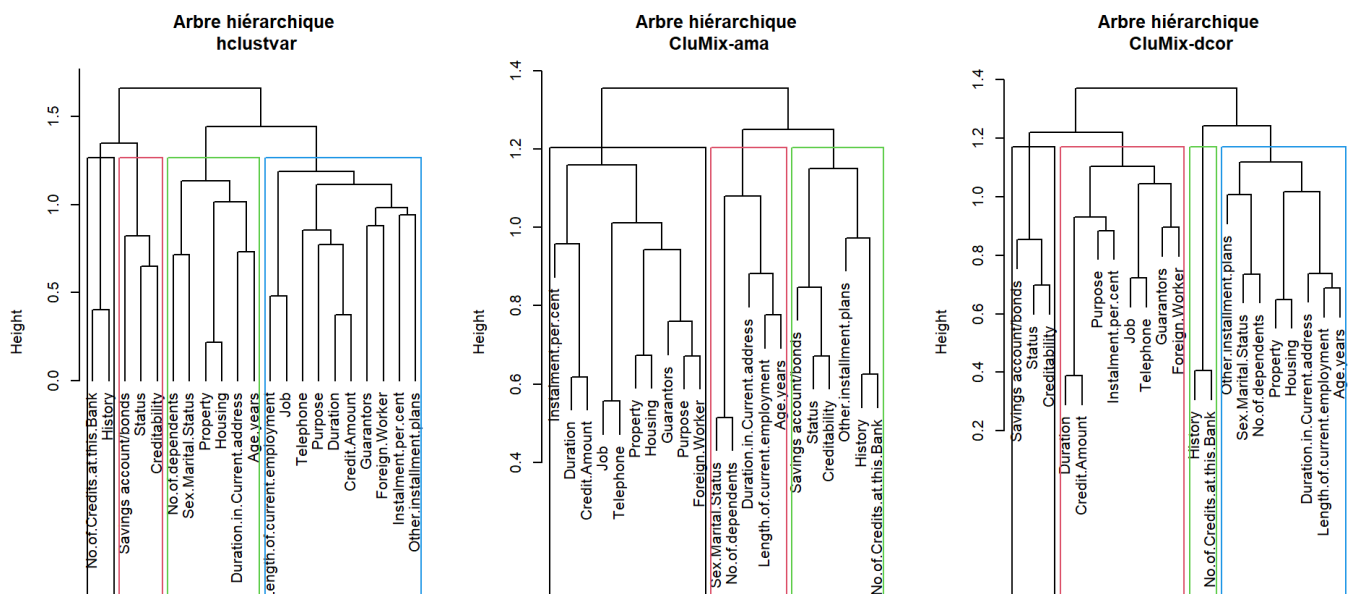 Arbre hiérarchique
hclustvar
Height
1.5
1.0
0.5
0.0
No.of.Credits.at.this.Bank
History
Savings account/bonds
Status
Creditability
No.of.dependents
Sex.Marital.Status
Property
Housing
Duration.in.Current.address
Age.years
Length.of.current.employment
Job
Telephone
Purpose
Duration
Credit.Amount
Guarantors
Foreign.Worker
Instalment.per.cent
Other.installment.plans
Arbre hiérarchique
CluMix-ama
Height
1.4
1.2
1.0
0.8
0.6
0.4
Instalment.per.cent
Duration
Credit.Amount
Job
Telephone
Property
Housing
Guarantors
Purpose
Foreign.Worker
Sex.Marital.Status
No.of.dependents
Duration.in.Current.address
Length.of.current.employment
Age.years
Savings account/bonds
Status
Creditability
Other.installment.plans
History
No.of.Credits.at.this.Bank
Arbre hiérarchique
CluMix-dcor
Height
1.4
1.2
1.0
0.8
0.6
0.4
0.2
Savings account/bonds
Status
Creditability
Duration
Credit.Amount
Purpose
Instalment.per.cent
Job
Telephone
Guarantors
Foreign.Worker
History
No.of.Credits.at.this.Bank
Other.installment.plans
Sex.Marital.Status
No.of.dependents
Property
Housing
Duration.in.Current.address
Length.of.current.employment
Age.years